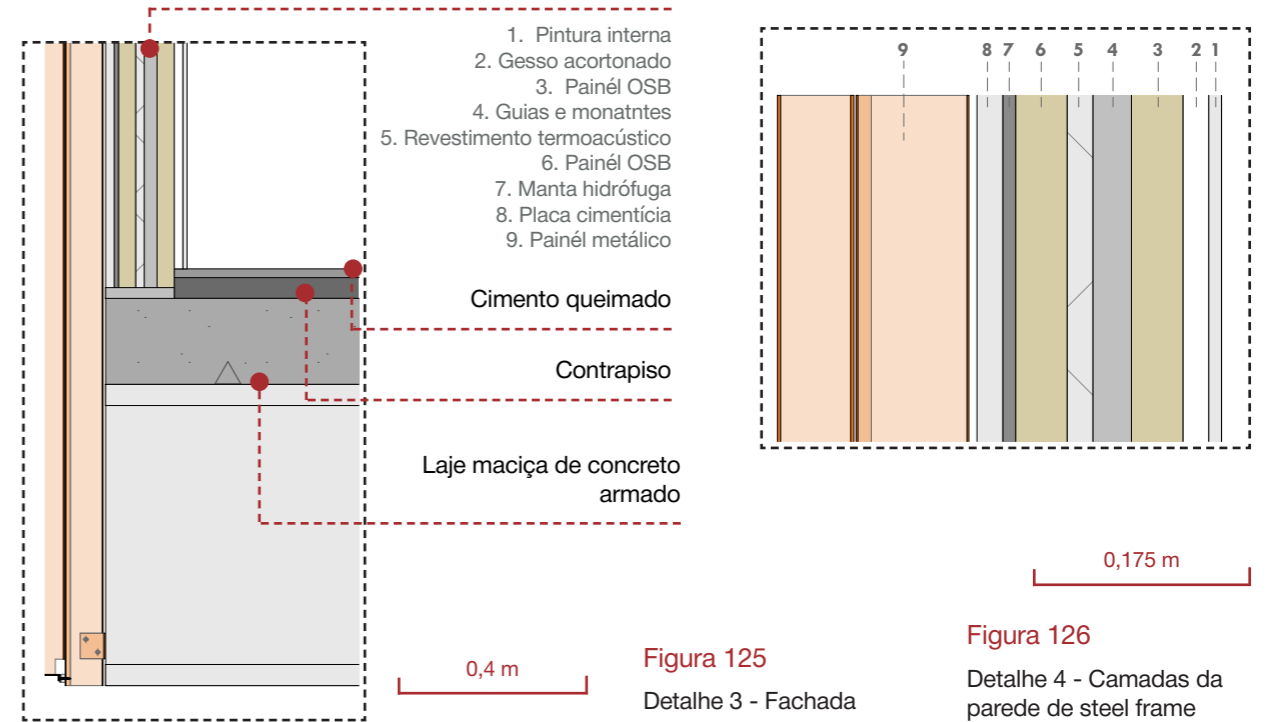 1. Pintura interna
2. Gesso acortonado
3. Painél OSB
4. Guias e monatntes
5. Revestimento termoacústico
6. Painél OSB
7. Manta hidrófuga
8. Placa cimentícia
9. Painél metálico
Cimento queimado
Contrapiso
Laje maciça de concreto
armado
0,4 m
Figura 125
Detalhe 3 - Fachada
9 8 7 6 5 4 3 2 1
0,175 m
Figura 126
Detalhe 4 - Camadas da
parede de steel frame